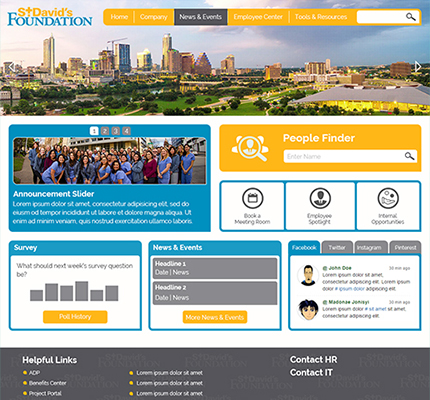 St David's
FOUNDATION
Home
Company
News & Events
Employee Center
Tools & Resources
1 2 3 4
Announcement Slider
Lorem ipsum dolor sit amet, consectetur adipiscing elit, sed do
eiusm od tempor incididunt ut labore et dolore magna aliqua. Ut
enim ad minim veniam, quis nostrud exercitation ullamco laboris.
People Finder
Enter Name
Book a
Meeting Room
Employee
Spotlight
Internal
Opportunities
Survey
What should next week's survey question
be?
Poll History
News & Events
Headline 1
Date | News
Headline 2
Date | News
More News & Events
Facebook
Twitter
Instagram
Pinterest
@ John Doe
30 min ago
Lorem ipsum dolor sit amet,
consectetur adipiscing elit,
do # ipsum dolor sit amet.
@ Madonae Jonisyi
30 min ago
Lorem ipsum dolor # sit amet sit amet,
consectetur adipiscing elit, do
eiusmod
Helpful Links
ADP
Benefits Center
Project Portal
Lorem ipsum dolor sit amet
Lorem ipsum dolor sit amet
Lorem ipsum dolor sit amet
Contact HR
Contact IT